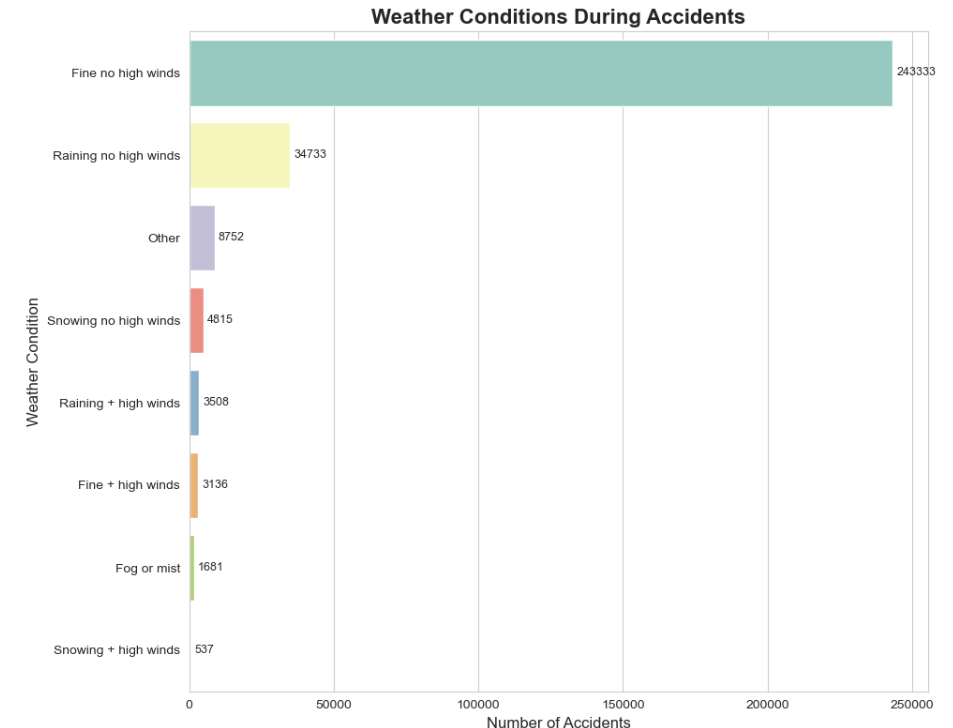 Weather Conditions During Accidents
Weather Condition
Fine no high winds 243333
Raining no high winds 34733
Other 8752
Snowing no high winds 4815
Raining + high winds 3508
Fine + high winds 3136
Fog or mist 1681
Snowing + high winds 537
0 50000 100000 150000 200000 250000
Number of Accidents